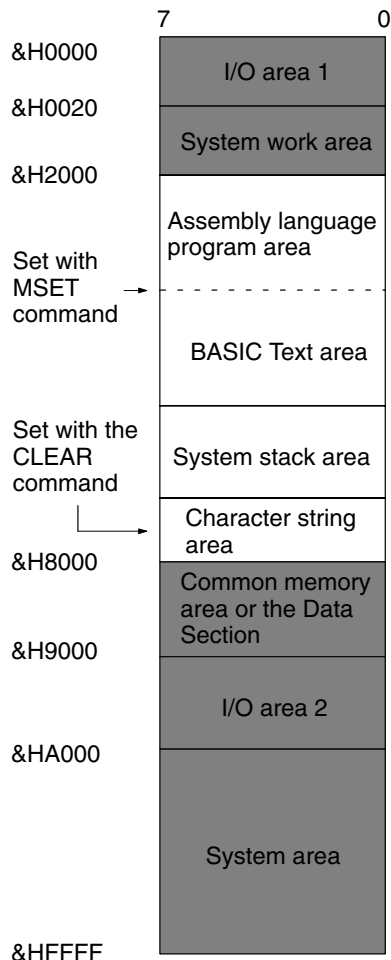 7 0
&H0000
I/O area 1
&H0020
System work area
&H2000
Assembly language
program area
Set with
MSET
command
BASIC Text area
Set with the
CLEAR
command
System stack area
Character string
area
&H8000
Common memory
area or the Data
Section
&H9000
I/O area 2
&HA000
System area
&HFFFF